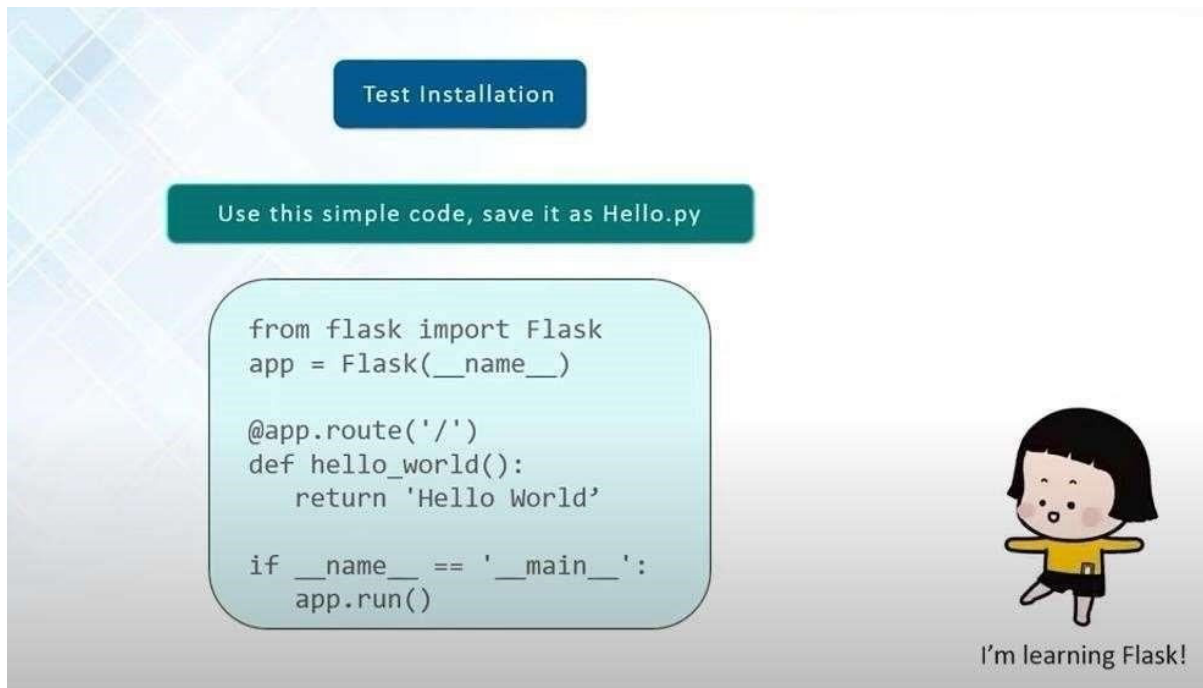 Test Installation
Use this simple code, save it as Hello.py
from flask import Flask
app = Flask(__name__)
@app.route('/')
def hello_world():
   return 'Hello World’
if __name__ == '__main__':
   app.run()
I'm learning Flask!